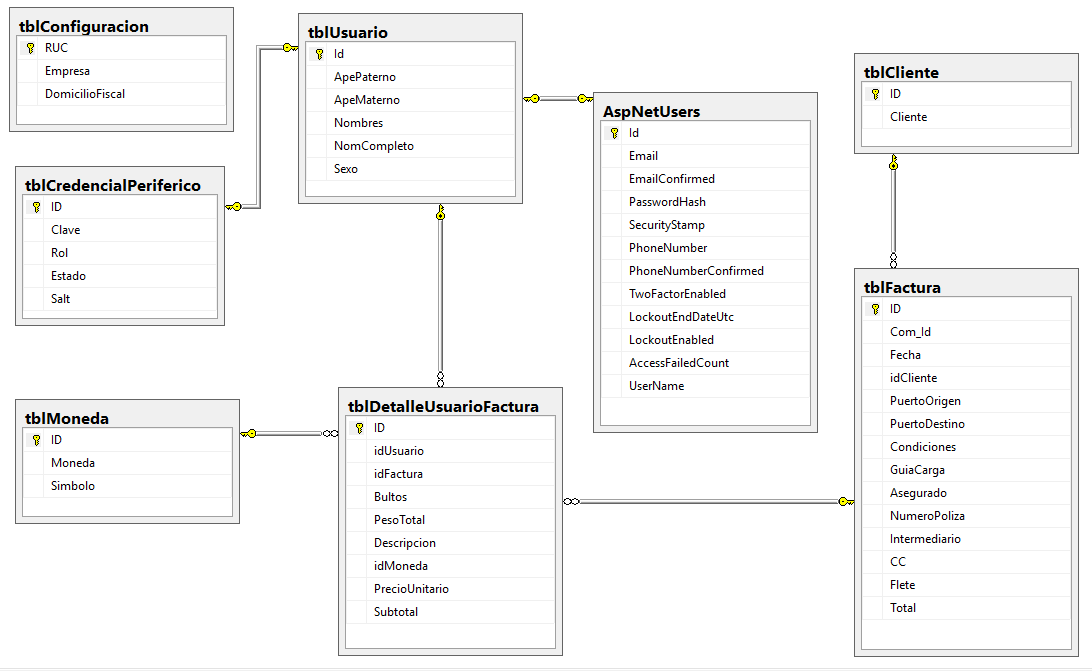 tblConfiguracion
RUC
Empresa
DomicilioFiscal
tblUsuario
Id
ApePaterno
ApeMaterno
Nombres
NomCompleto
Sexo
AspNetUsers
Id
Email
EmailConfirmed
PasswordHash
SecurityStamp
PhoneNumber
PhoneNumberConfirmed
TwoFactorEnabled
LockoutEndDateUtc
LockoutEnabled
AccessFailedCount
UserName
tblCliente
ID
Cliente
tblCredencialPeriferico
ID
Clave
Rol
Estado
Salt
tblMoneda
ID
Moneda
Simbolo
tblDetalleUsuarioFactura
ID
idUsuario
idFactura
Bultos
PesoTotal
Descripcion
idMoneda
PrecioUnitario
Subtotal
tblFactura
ID
Com_Id
Fecha
idCliente
PuertoOrigen
PuertoDestino
Condiciones
GuiaCarga
Asegurado
NumeroPoliza
Intermediario
CC
Flete
Total